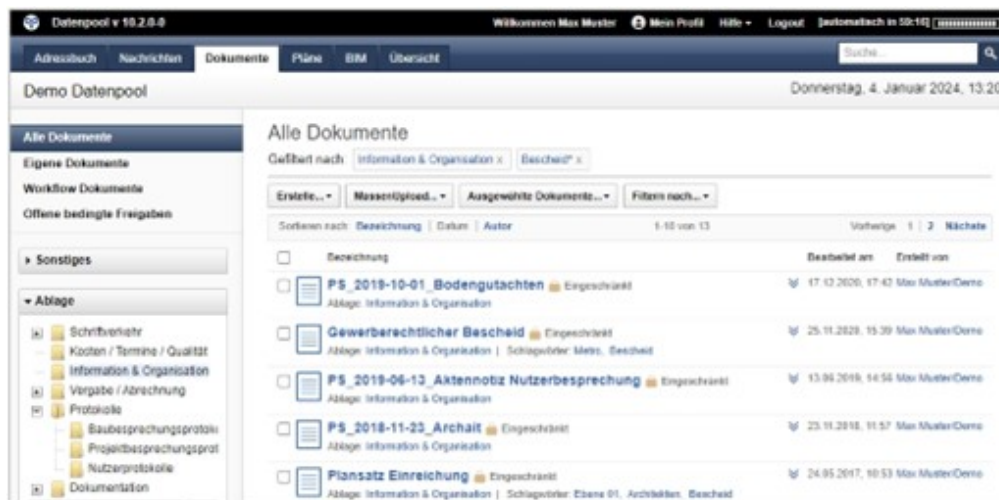 Datenpool v 10.2.0-0 Willkommen Max Muster Mein Profil Hilfe Logout [automatisch in 59:16]
Adressbuch Nachrichten Dokumente Pläne BIM Übersicht Suche...
Demo Datenpool Donnerstag, 4. Januar 2024, 13:20
Alle Dokumente
Eigene Dokumente
Workflow Dokumente
Offene bedingte Freigaben
Sonstiges
Ablage
Schriftverkehr
Kosten / Termine / Qualität
Information & Organisation
Vergabe / Abrechnung
Protokolle
Baubesprechungsprotok
Projektbesprechungsprot
Nutzerprotokolle
Dokumentation
Alle Dokumente
Gefiltert nach: Information & Organisation x Bescheid* x
Erstelle... MassenUpload... Ausgewählte Dokumente... Filtern nach...
Sortieren nach: Bezeichnung | Datum | Autor 1-10 von 13 Vorherige 1 | 2 Nächste
Bezeichnung Bearbeitet am Erstellt von
PS_2019-10-01_Bodengutachten Eingeschränkt 17.12.2020, 17:42 Max Muster/Demo
Ablage: Information & Organisation
Gewerberechtlicher Bescheid Eingeschränkt 25.11.2020, 15:39 Max Muster/Demo
Ablage: Information & Organisation | Schlagwörter: Metro, Bescheid
PS_2019-06-13_Aktennotiz Nutzerbesprechung Eingeschränkt 13.06.2019, 14:56 Max Muster/Demo
Ablage: Information & Organisation
PS_2018-11-23_Archait Eingeschränkt 23.11.2018, 11:57 Max Muster/Demo
Ablage: Information & Organisation
Plansatz Einreichung Eingeschränkt 24.05.2017, 10:53 Max Muster/Demo
Ablage: Information & Organisation | Schlagwörter: Ebene 01, Architekten, Bescheid